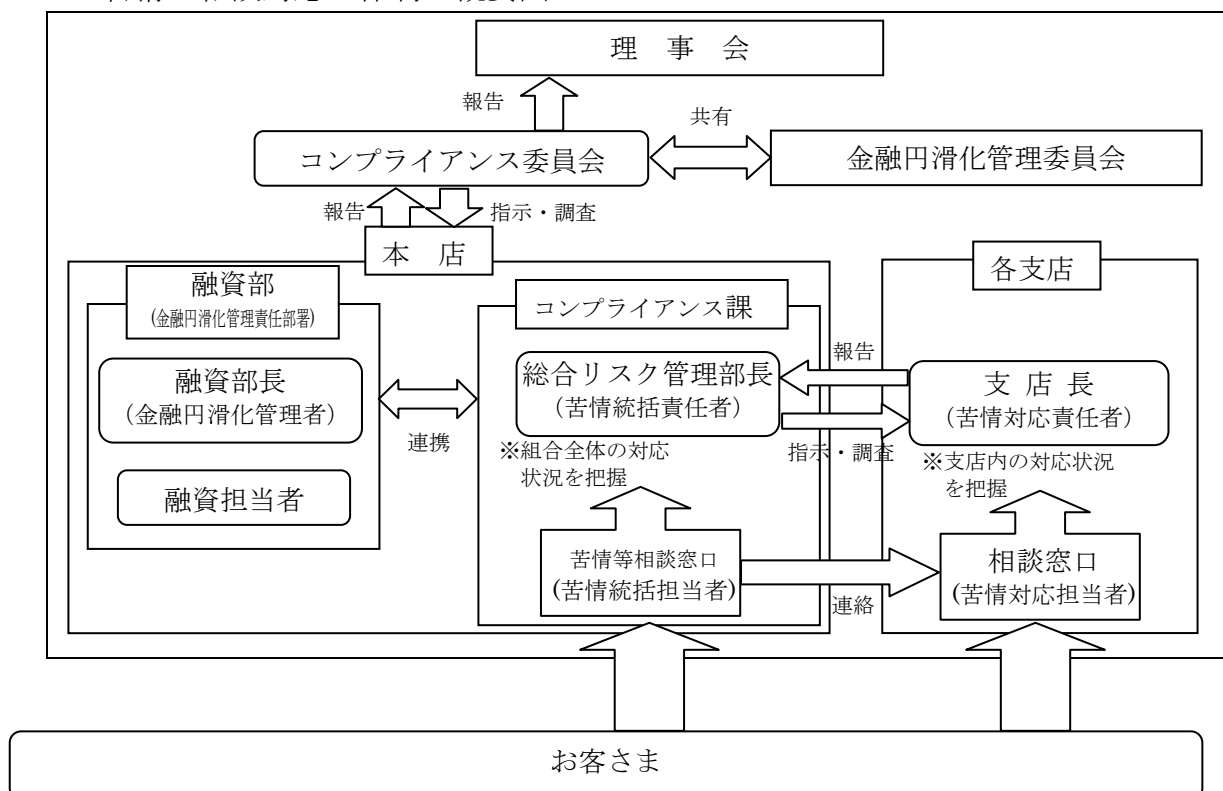 理 事 会
報告
共有
コンプライアンス委員会
金融円滑化管理委員会
報告
指示・調査
本 店
各支店
融資部
(金融円滑化管理責任部署)
コンプライアンス課
報告
融資部長
(金融円滑化管理者)
総合リスク管理部長
(苦情統括責任者)
支 店 長
(苦情対応責任者)
連携
指示・調査
※組合全体の対応
状況を把握
※支店内の対応状況
を把握
融資担当者
苦情等相談窓口
(苦情統括担当者)
相談窓口
(苦情対応担当者)
連絡
お客さま